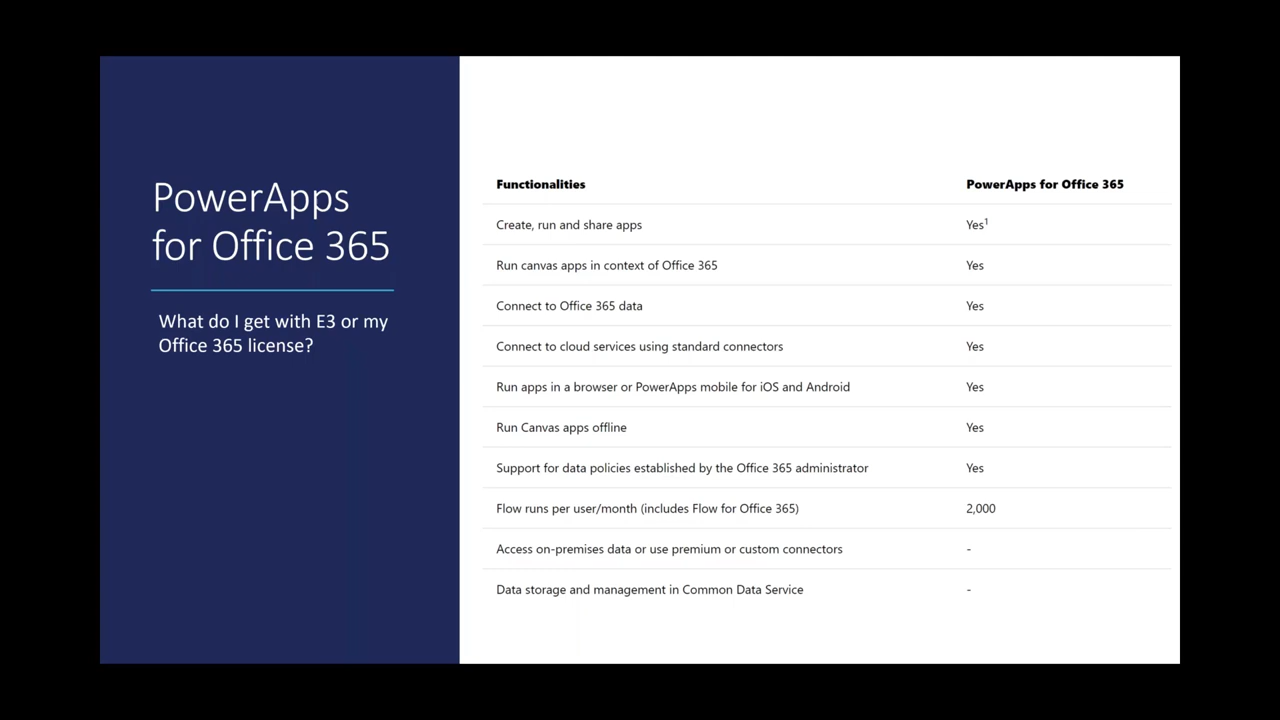 PowerApps
for Office 365
What do I get with E3 or my
Office 365 license?
Functionalities PowerApps for Office 365
Create, run and share apps Yes¹
Run canvas apps in context of Office 365 Yes
Connect to Office 365 data Yes
Connect to cloud services using standard connectors Yes
Run apps in a browser or PowerApps mobile for iOS and Android Yes
Run Canvas apps offline Yes
Support for data policies established by the Office 365 administrator Yes
Flow runs per user/month (includes Flow for Office 365) 2,000
Access on-premises data or use premium or custom connectors -
Data storage and management in Common Data Service -